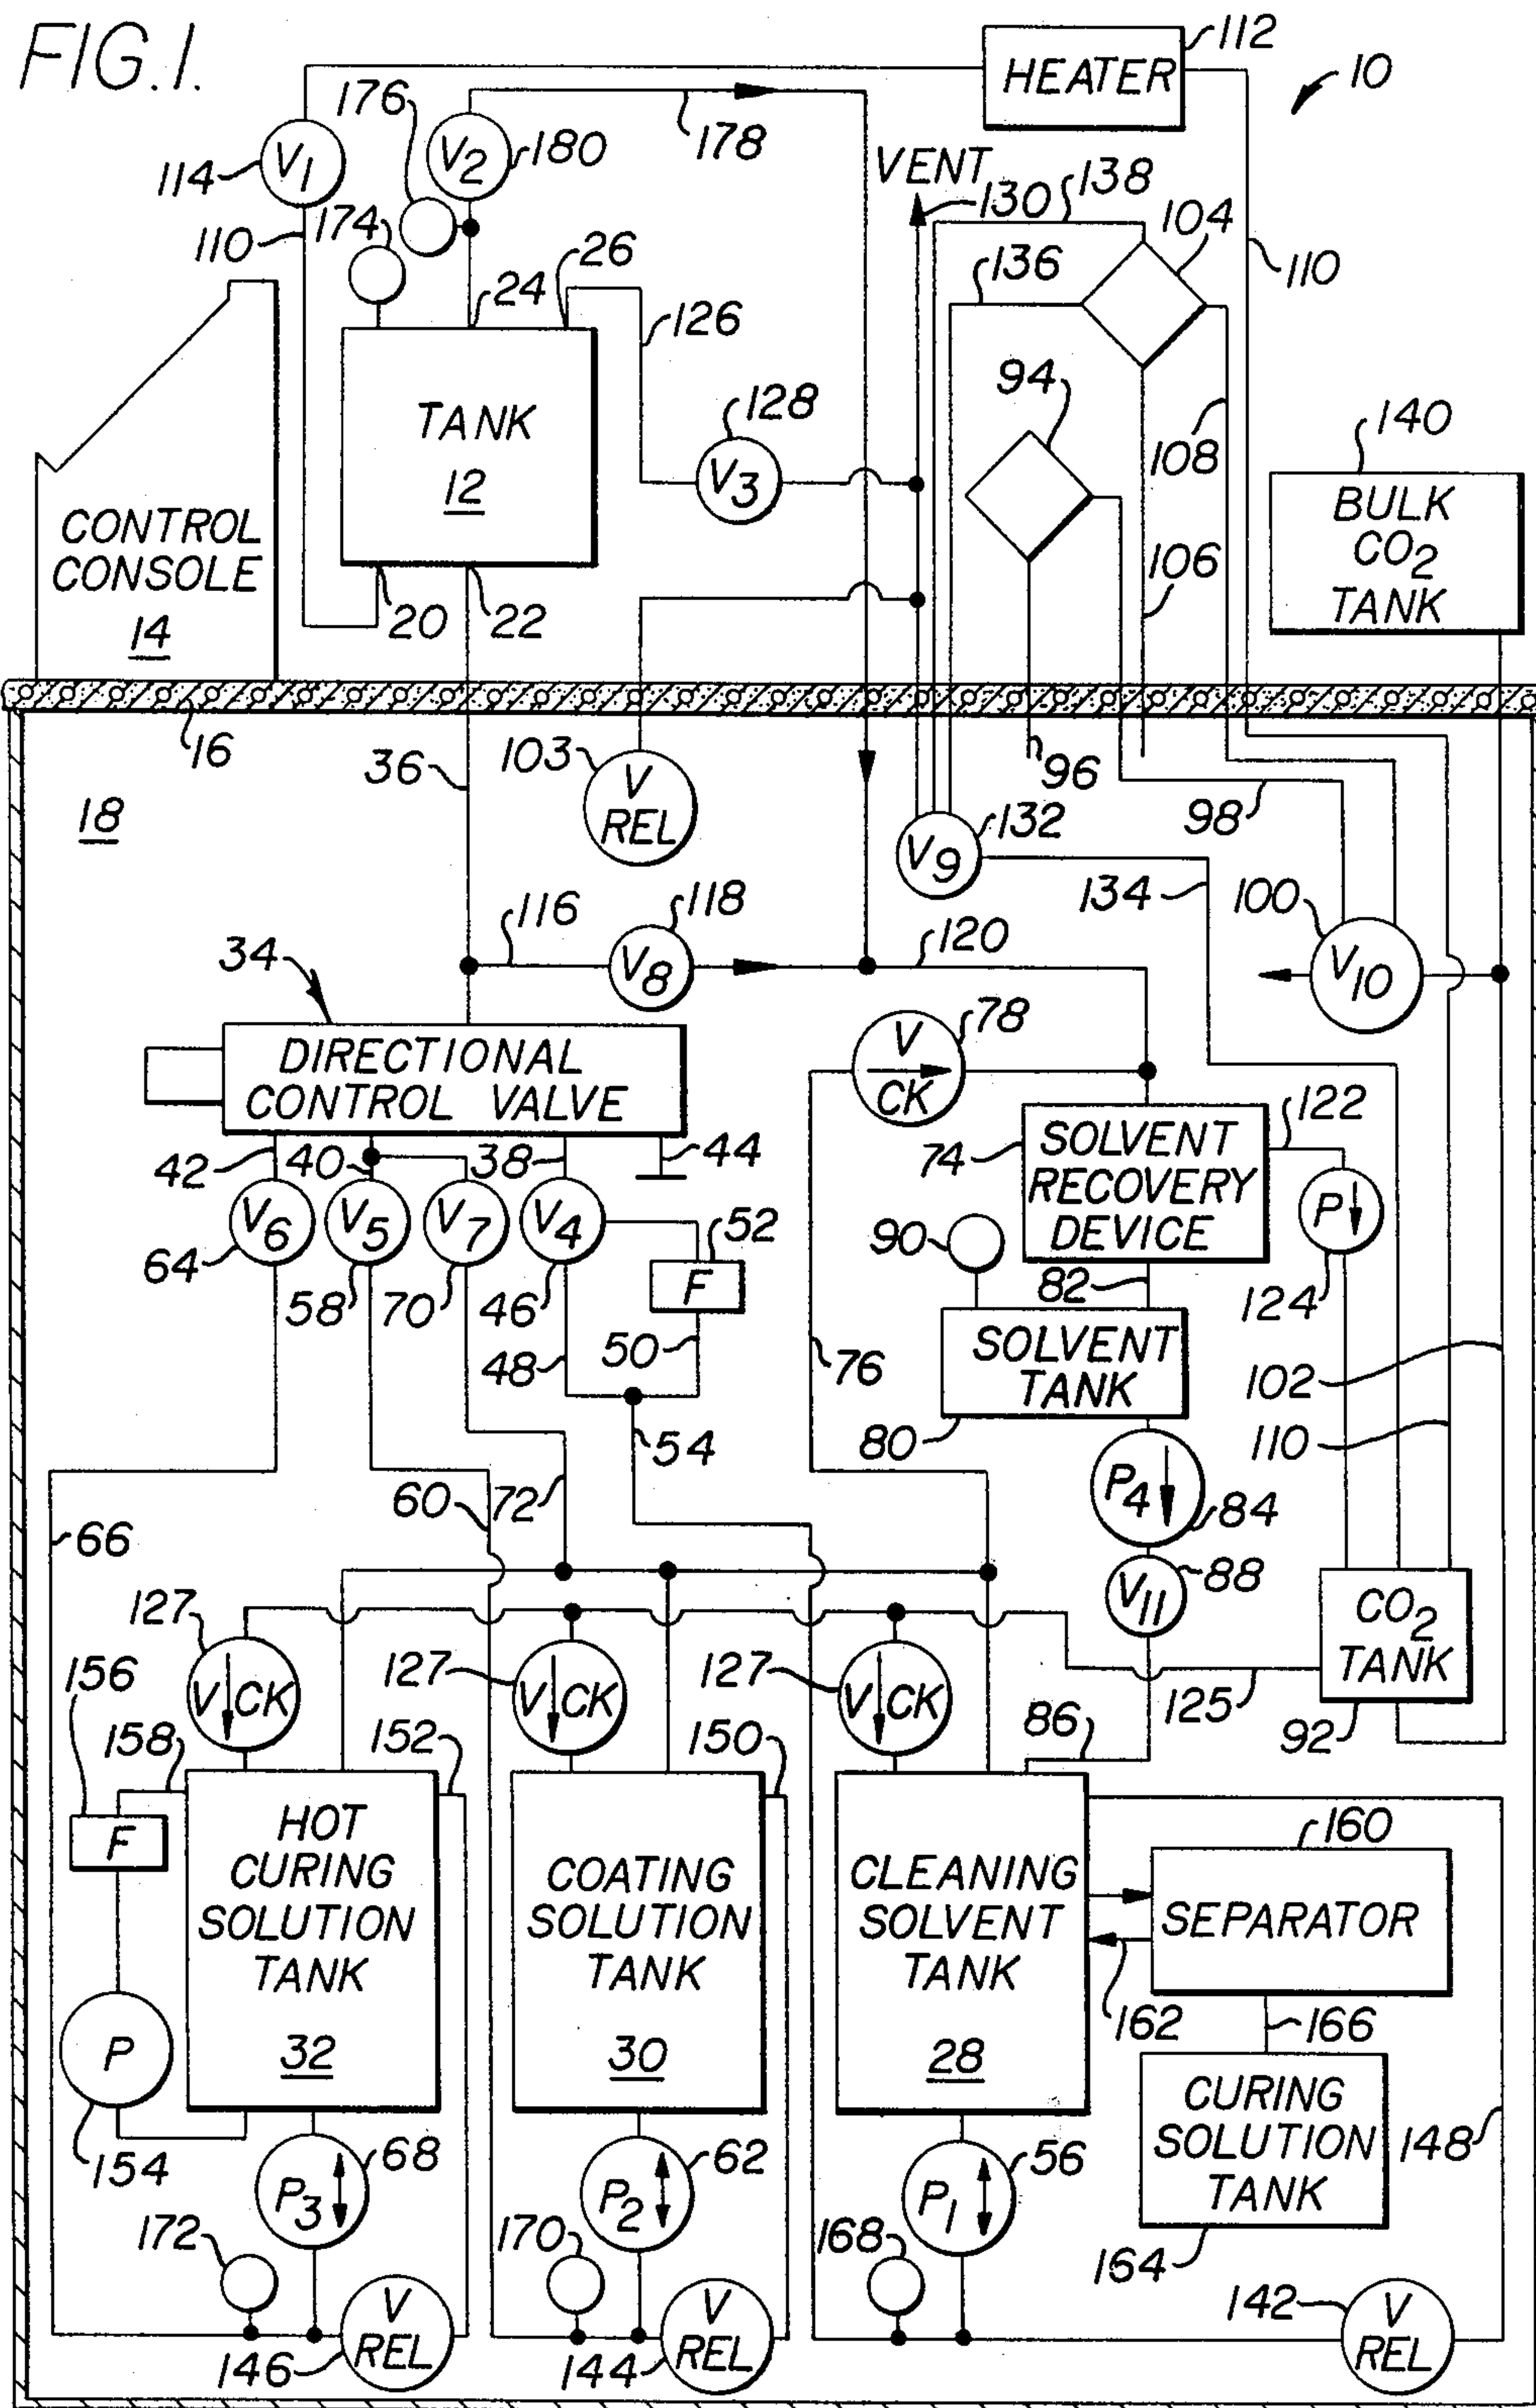 FIG. 1.
HEATER
112
10
176
178
V2
180
V1
114
VENT
130
138
104
174
110
136
110
24
26
126
94
TANK
12
128
V3
108
140
BULK
CO2
TANK
CONTROL
CONSOLE
14
106
20
22
16
36
103
V
REL
96
98
18
132
V9
134
100
V10
116
118
V8
120
34
DIRECTIONAL
CONTROL VALVE
78
V
CK
122
74
SOLVENT
RECOVERY
DEVICE
P
124
42
40
38
44
V6
V5
V7
V4
64
58
70
46
52
F
90
82
48
50
SOLVENT
TANK
76
102
80
54
110
60
72
P4
84
66
V11
88
127
127
127
CO2
TANK
V CK
V CK
V CK
156
125
92
158
152
150
86
F
HOT
CURING
SOLUTION
TANK
32
COATING
SOLUTION
TANK
30
CLEANING
SOLVENT
TANK
28
160
SEPARATOR
162
166
P
154
CURING
SOLUTION
TANK
148
164
P3
68
P2
62
P1
56
172
170
168
142
V
REL
146
V
REL
144
V
REL